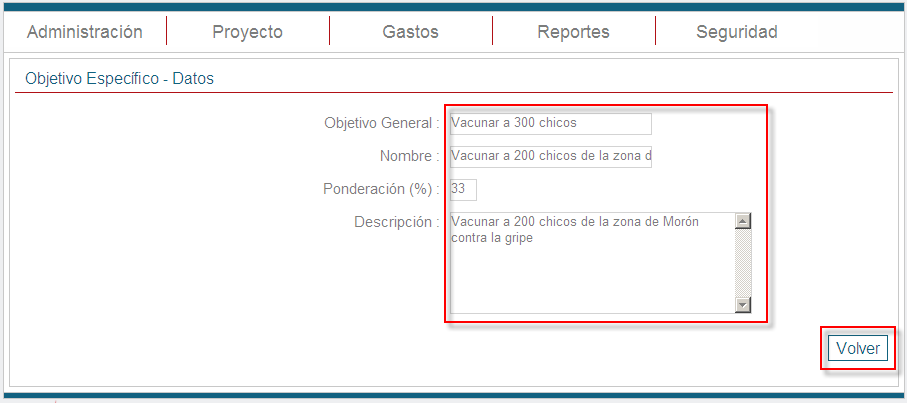 Administración Proyecto Gastos Reportes Seguridad
Objetivo Específico - Datos
Objetivo General : Vacunar a 300 chicos
Nombre : Vacunar a 200 chicos de la zona d
Ponderación (%) : 33
Descripción : Vacunar a 200 chicos de la zona de Morón
contra la gripe
Volver